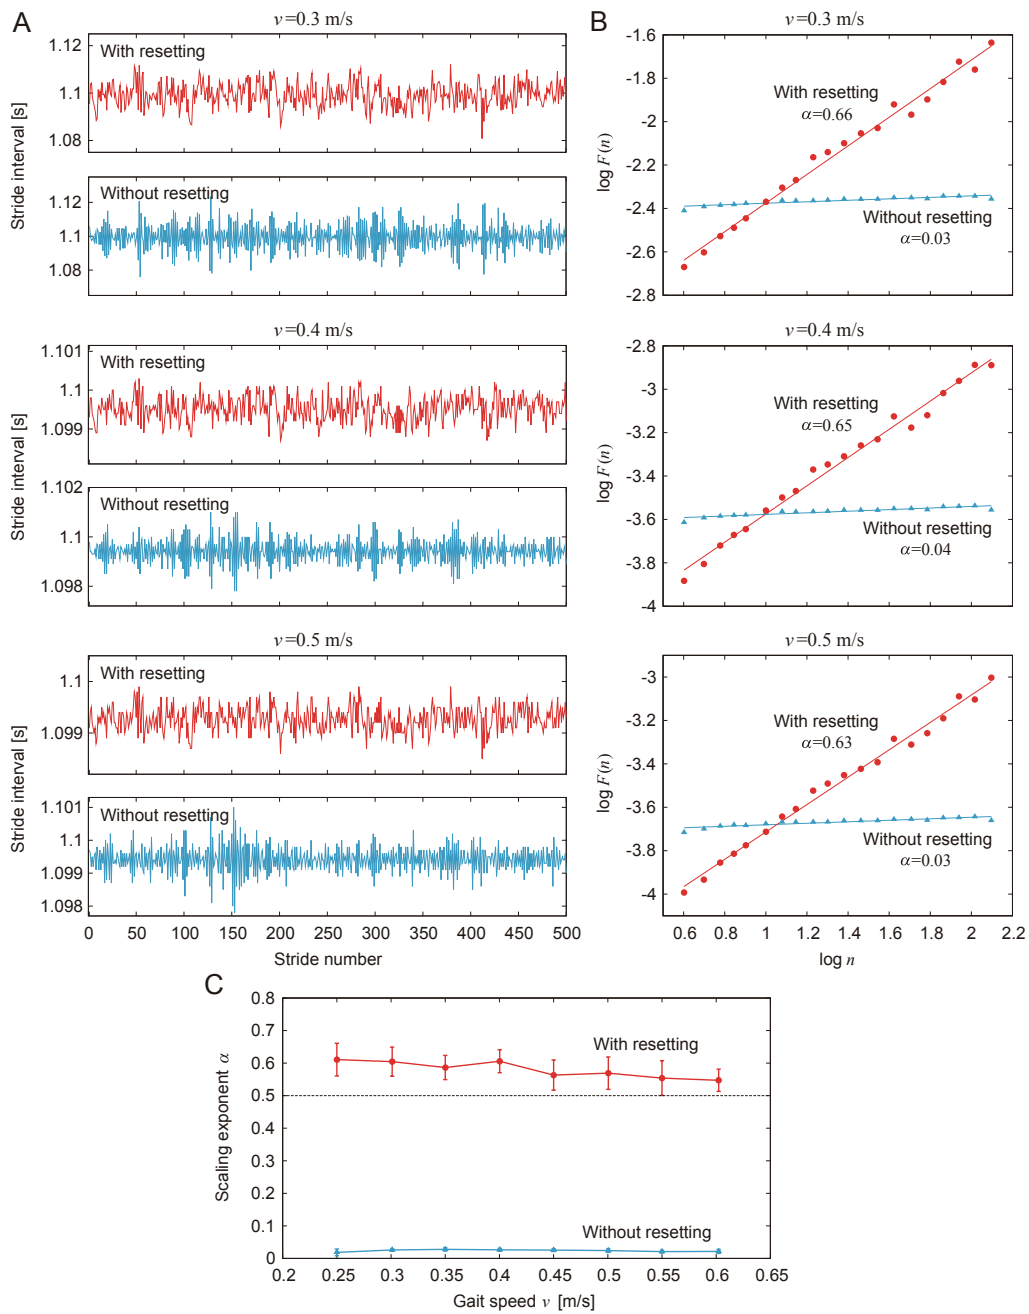 A
v=0.3 m/s
1.12
1.1
1.08
With resetting
Stride interval [s]
1.12
1.1
1.08
Without resetting
v=0.4 m/s
1.101
1.1
1.099
With resetting
Stride interval [s]
1.102
1.1
1.098
Without resetting
v=0.5 m/s
1.1
1.099
With resetting
Stride interval [s]
1.101
1.1
1.099
1.098
Without resetting
0 50 100 150 200 250 300 350 400 450 500
Stride number
B
v=0.3 m/s
-1.6
-1.8
-2
-2.2
-2.4
-2.6
-2.8
log F(n)
With resetting
α=0.66
Without resetting
α=0.03
v=0.4 m/s
-2.8
-3
-3.2
-3.4
-3.6
-3.8
-4
log F(n)
With resetting
α=0.65
Without resetting
α=0.04
v=0.5 m/s
-3
-3.2
-3.4
-3.6
-3.8
-4
log F(n)
With resetting
α=0.63
Without resetting
α=0.03
0.6 0.8 1 1.2 1.4 1.6 1.8 2 2.2
log n
C
0.8
0.7
0.6
0.5
0.4
0.3
0.2
0.1
0
Scaling exponent α
With resetting
Without resetting
0.2 0.25 0.3 0.35 0.4 0.45 0.5 0.55 0.6 0.65
Gait speed v [m/s]